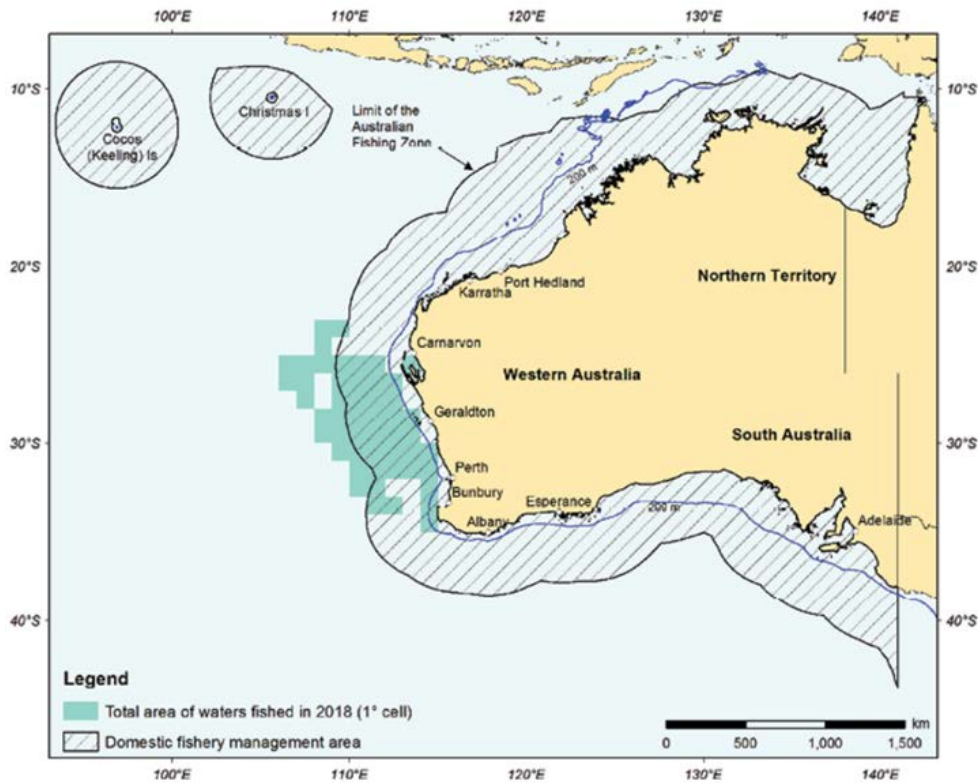 100°E 110°E 120°E 130°E 140°E
10°S 10°S
Christmas I
Cocos
(Keeling) Is
Limit of the
Australian
Fishing Zone
200 m
20°S 20°S
Northern Territory
Port Hedland
Karratha
Carnarvon
Western Australia
Geraldton
South Australia
30°S 30°S
Perth
Bunbury
Esperance
Albany
200 m
Adelaide
40°S 40°S
Legend
Total area of waters fished in 2018 (1° cell)
Domestic fishery management area
km
0 500 1,000 1,500
100°E 110°E 120°E 130°E 140°E